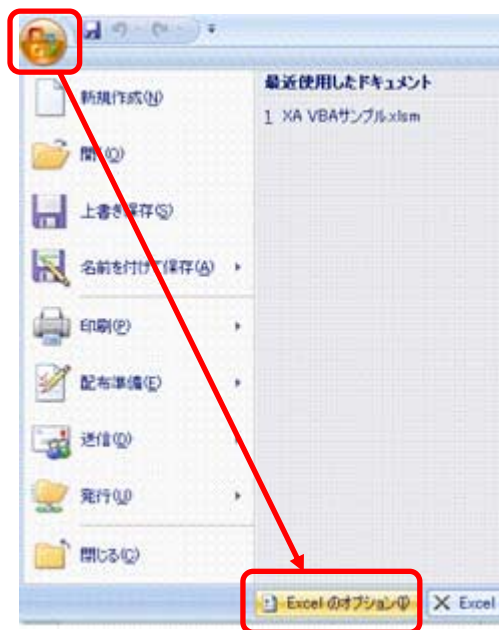 新規作成(N)
開く(O)
上書き保存(S)
名前を付けて保存(A)
印刷(P)
配布準備(E)
送信(D)
発行(U)
閉じる(C)
最近使用したドキュメント
1 XA VBAサンプル.xlsm
Excel のオプション(I)
Excel